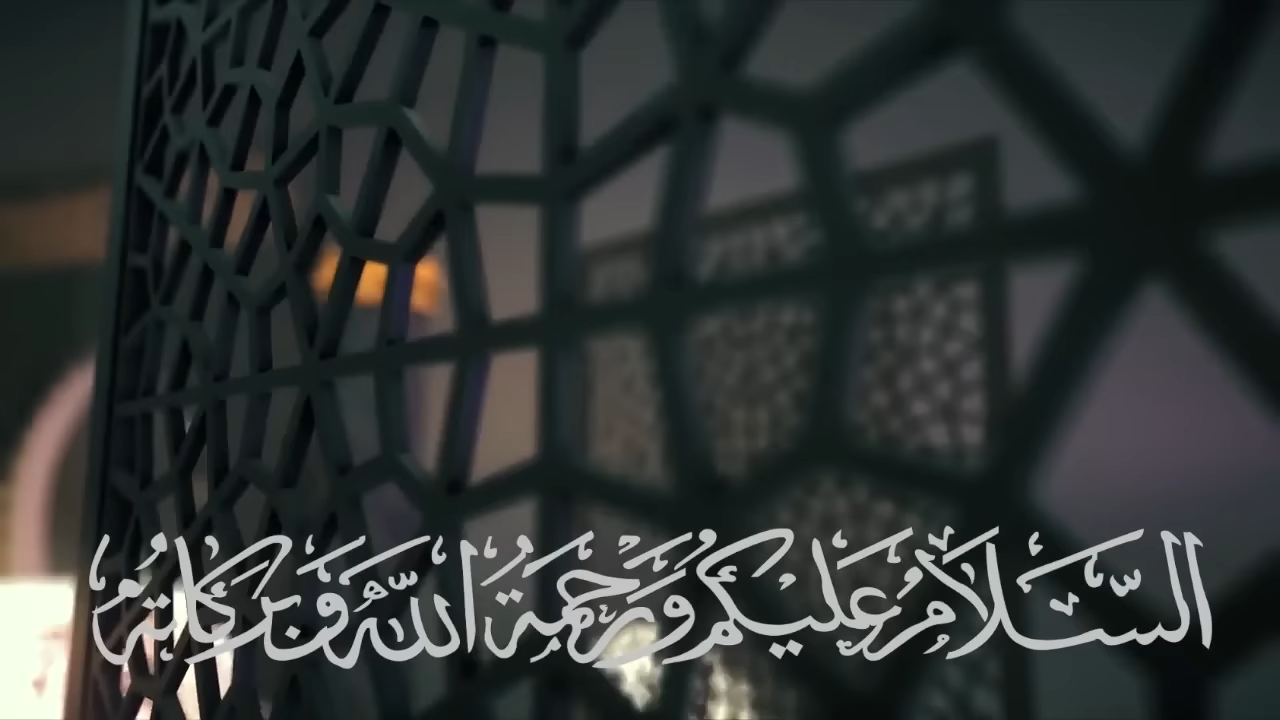 السَّلَامُ عَلَيْكُمْ وَرَحْمَةُ اللَّهِ وَبَرَكَاتُهُ